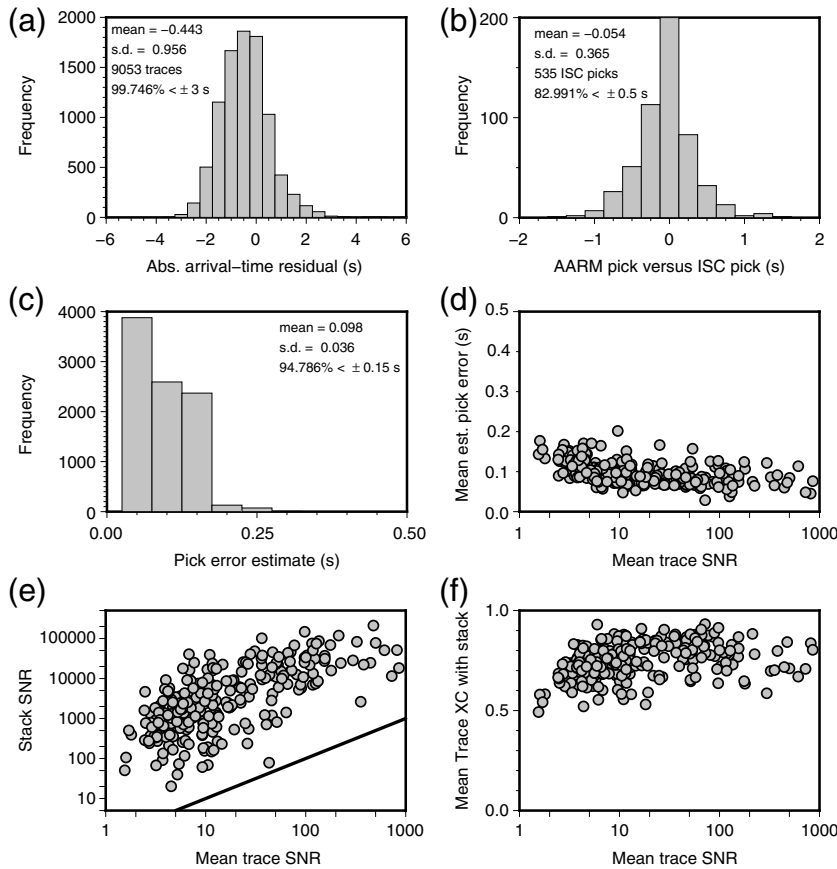 (a)
mean = −0.443
s.d. = 0.956
9053 traces
99.746% < ± 3 s
Frequency
2000
1500
1000
500
0
−6 −4 −2 0 2 4 6
Abs. arrival−time residual (s)
(b)
mean = −0.054
s.d. = 0.365
535 ISC picks
82.991% < ± 0.5 s
Frequency
200
100
0
−2 −1 0 1 2
AARM pick versus ISC pick (s)
(c)
mean = 0.098
s.d. = 0.036
94.786% < ± 0.15 s
Frequency
4000
3000
2000
1000
0
0.00 0.25 0.50
Pick error estimate (s)
(d)
Mean est. pick error (s)
0.5
0.4
0.3
0.2
0.1
0.0
1 10 100 1000
Mean trace SNR
(e)
Stack SNR
100000
10000
1000
100
10
1 10 100 1000
Mean trace SNR
(f)
Mean Trace XC with stack
1.0
0.5
0.0
1 10 100 1000
Mean trace SNR